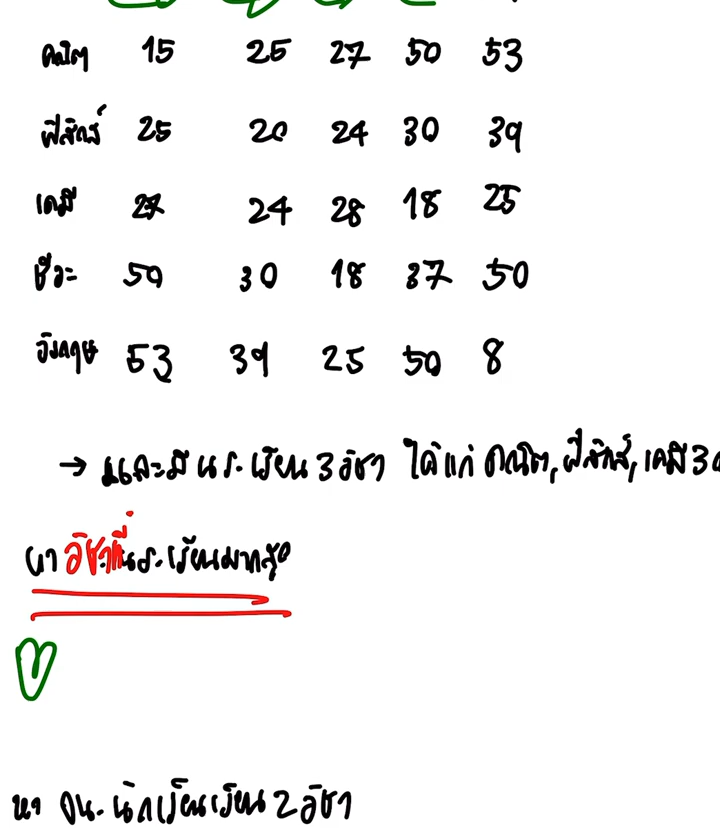 คณิต 15 25 27 50 53
ฟิสิกส์ 25 20 24 30 39
เคมี 27 24 28 18 25
ชีวะ 50 30 18 37 50
อังกฤษ 53 39 25 50 8
→ และมี นร. เรียน 3 วิชา ได้แก่ คณิต, ฟิสิกส์, เคมี 30
หา วิชาที่นร. เรียนมากสุด
หา จน. นักเรียนเรียน 2 วิชา